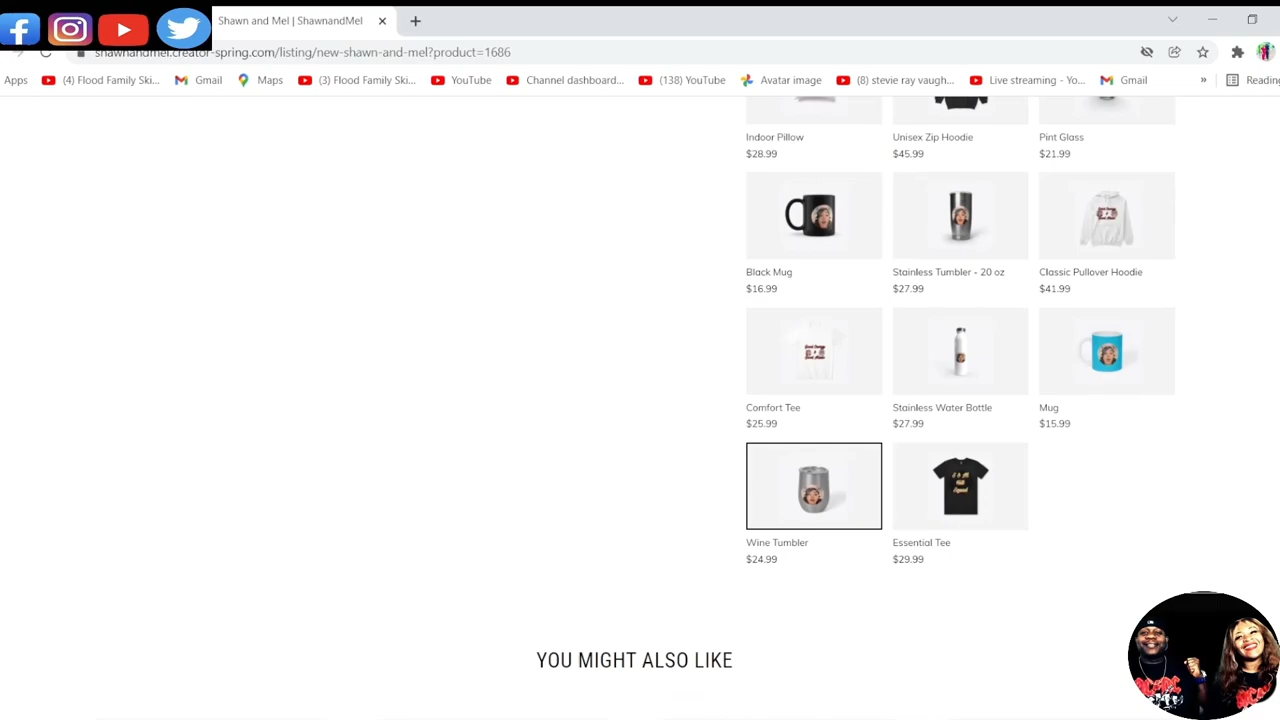 Shawn and Mel | ShawnandMel
shawnandmel.creator-spring.com/listing/new-shawn-and-mel?product=1686
Apps (4) Flood Family Ski... Gmail Maps (3) Flood Family Ski... YouTube Channel dashboard... (138) YouTube Avatar image (8) stevie ray vaugh... Live streaming - Yo... Gmail » Reading
Indoor Pillow Unisex Zip Hoodie Pint Glass
$28.99 $45.99 $21.99
Black Mug Stainless Tumbler - 20 oz Classic Pullover Hoodie
$16.99 $27.99 $41.99
Comfort Tee Stainless Water Bottle Mug
$25.99 $27.99 $15.99
Wine Tumbler Essential Tee
$24.99 $29.99
YOU MIGHT ALSO LIKE